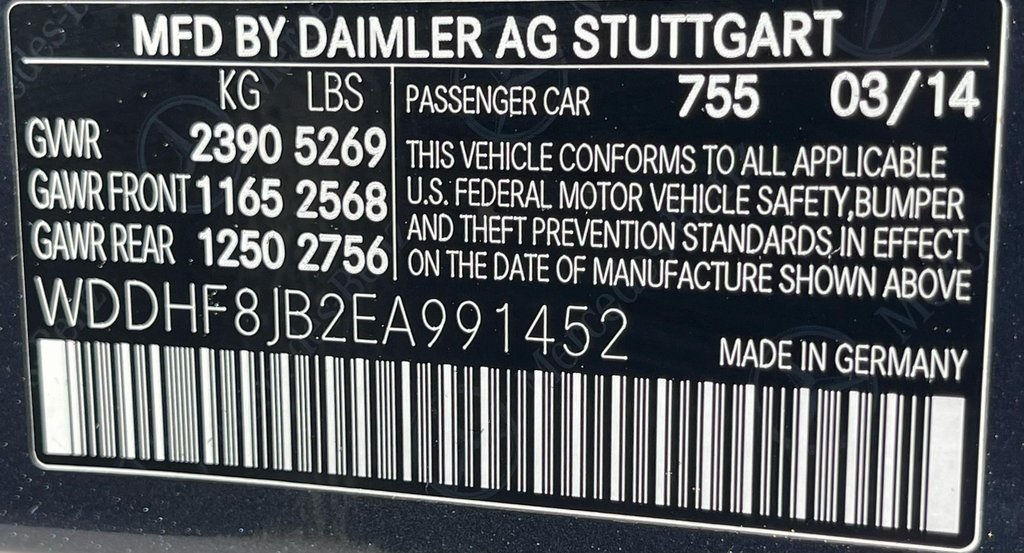 MFD BY DAIMLER AG STUTTGART
KG LBS
GVWR 2390 5269
GAWR FRONT 1165 2568
GAWR REAR 1250 2756
PASSENGER CAR 755 03/14
THIS VEHICLE CONFORMS TO ALL APPLICABLE
U.S. FEDERAL MOTOR VEHICLE SAFETY, BUMPER
AND THEFT PREVENTION STANDARDS IN EFFECT
ON THE DATE OF MANUFACTURE SHOWN ABOVE
WDDHF8JB2EA991452
MADE IN GERMANY